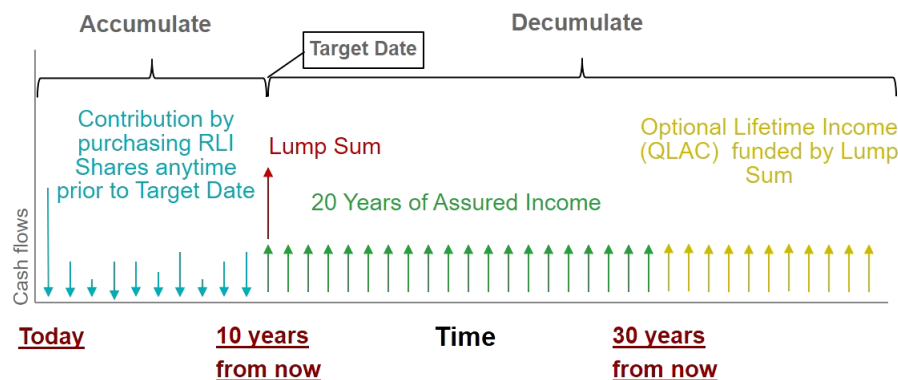 Accumulate
Decumulate
Target Date
Contribution by
purchasing RLI
Shares anytime
prior to Target Date
Lump Sum
20 Years of Assured Income
Optional Lifetime Income
(QLAC) funded by Lump
Sum
Cash flows
Today
10 years
from now
Time
30 years
from now